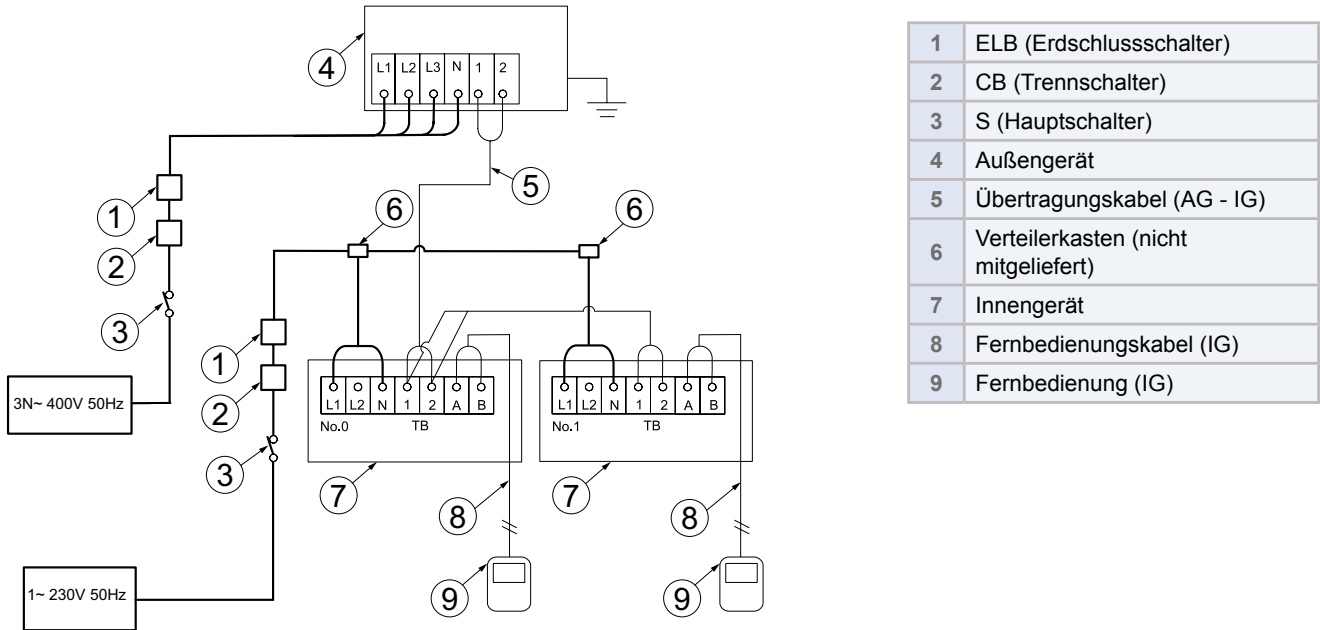 4
L1 L2 L3 N 1 2
5
1
6
6
2
3
1
2
3N~ 400V 50Hz
L1 L2 N 1 2 A B
No.0 TB
L1 L2 N 1 2 A B
No.1 TB
3
7
8
7
8
1~ 230V 50Hz
9
9
1 ELB (Erdschlussschalter)
2 CB (Trennschalter)
3 S (Hauptschalter)
4 Außengerät
5 Übertragungskabel (AG - IG)
6 Verteilerkasten (nicht
mitgeliefert)
7 Innengerät
8 Fernbedienungskabel (IG)
9 Fernbedienung (IG)